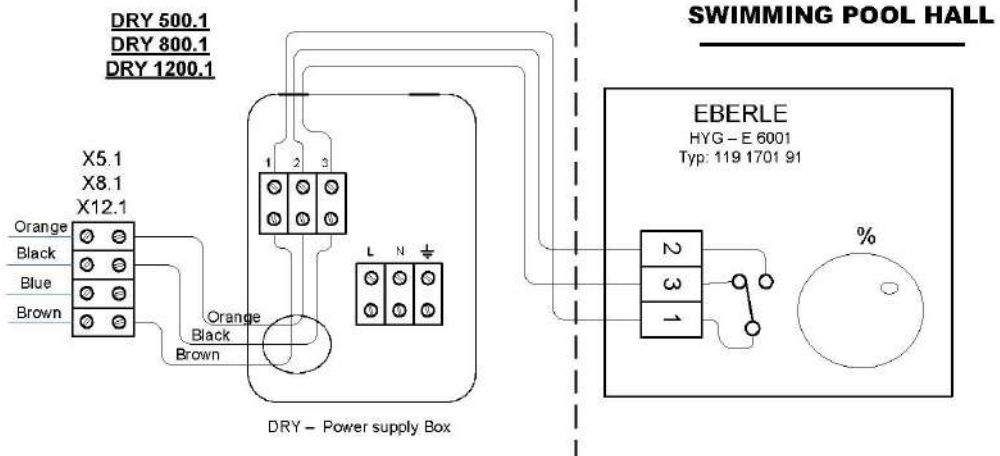 DRY 500.1
DRY 800.1
DRY 1200.1
SWIMMING POOL HALL
EBERLE
HYG – E 6001
Typ: 119 1701 91
X5.1
X8.1
X12.1
1 2 3
Orange
Black
Blue
Brown
L N
%
2
3
1
Orange
Black
Brown
DRY – Power supply Box